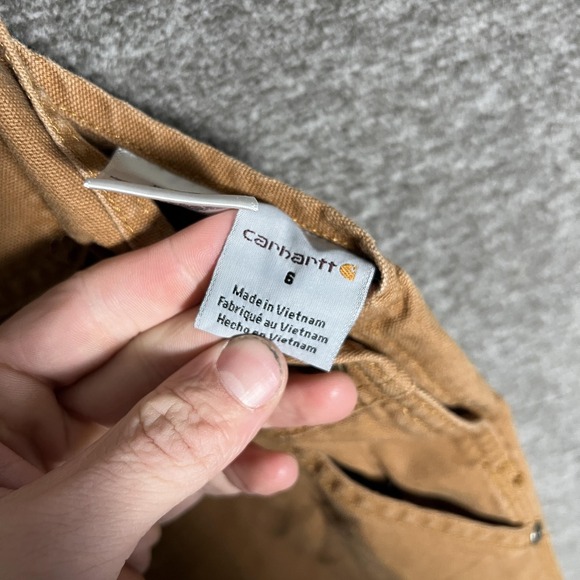 carhartt
6
Made in Vietnam
Fabriqué au Vietnam
Hecho en Vietnam